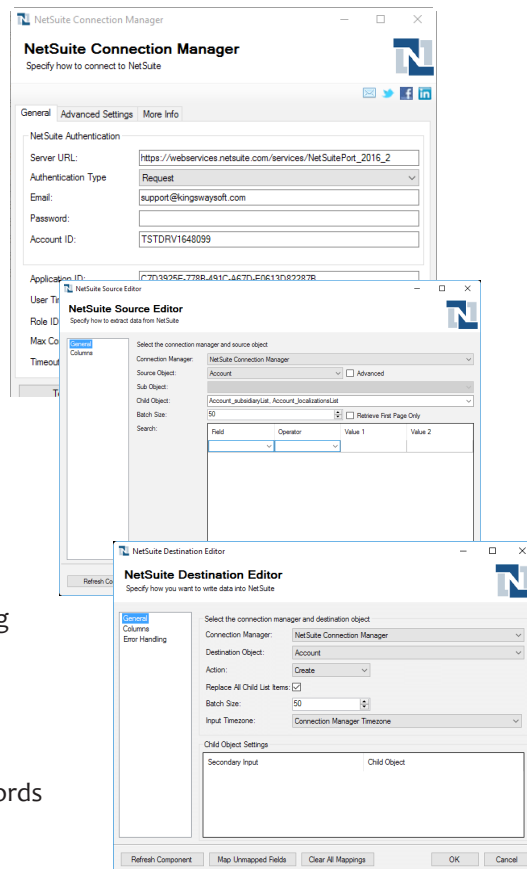 NetSuite Connection Manager
NetSuite Connection Manager
Specify how to connect to NetSuite
General Advanced Settings More Info
NetSuite Authentication
Server URL: https://webservices.netsuite.com/services/NetSuitePort_2016_2
Authentication Type Request
Email: support@kingswaysoft.com
Password:
Account ID: TSTDRV1648099
Application ID: C7D3925F-778B-491C-A67D-F0613D82287B
Role ID
Max Co
Timeout
NetSuite Source Editor
NetSuite Source Editor
Specify how to extract data from NetSuite
General
Columns
Select the connection manager and source object
Connection Manager: NetSuite Connection Manager
Source Object: Account Advanced
Sub Object:
Child Object: Account_subsidiaryList, Account_localizationsList
Batch Size: 50 Retrieve First Page Only
Search: Field Operator Value 1 Value 2
Refresh Co
NetSuite Destination Editor
NetSuite Destination Editor
Specify how you want to write data into NetSuite
General
Columns
Error Handling
Select the connection manager and destination object
Connection Manager: NetSuite Connection Manager
Destination Object: Account
Action: Create
Replace All Child List Items:
Batch Size: 50
Input Timezone: Connection Manager Timezone
Child Object Settings
Secondary Input Child Object
Refresh Component Map Unmapped Fields Clear All Mappings OK Cancel
g
ords